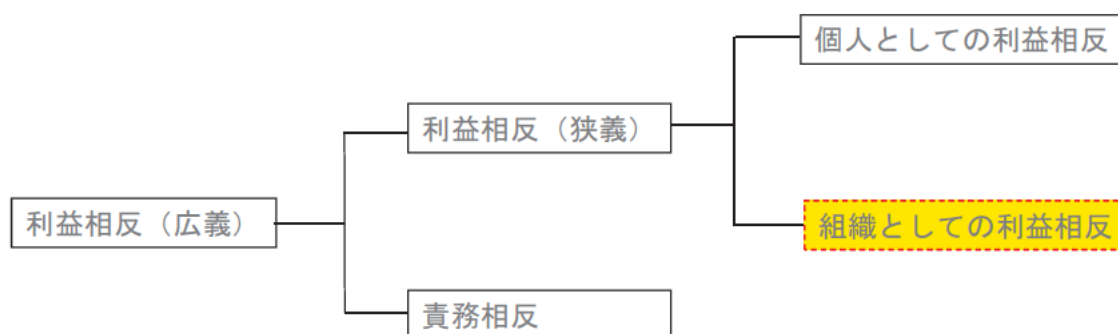 個人としての利益相反
利益相反（狭義）
利益相反（広義）
組織としての利益相反
責務相反